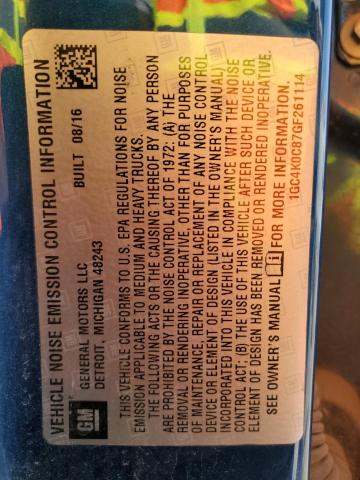 VEHICLE NOISE EMISSION CONTROL INFORMATION
GM
GENERAL MOTORS LLC
DETROIT, MICHIGAN 48243
BUILT 08/16
THIS VEHICLE CONFORMS TO U.S. EPA REGULATIONS FOR NOISE
EMISSION APPLICABLE TO MEDIUM AND HEAVY TRUCKS.
THE FOLLOWING ACTS OR THE CAUSING THEREOF BY ANY PERSON
ARE PROHIBITED BY THE NOISE CONTROL ACT OF 1972: (A) THE
REMOVAL OR RENDERING INOPERATIVE, OTHER THAN FOR PURPOSES
OF MAINTENANCE, REPAIR OR REPLACEMENT OF ANY NOISE CONTROL
DEVICE OR ELEMENT OF DESIGN (LISTED IN THE OWNER'S MANUAL)
INCORPORATED INTO THIS VEHICLE IN COMPLIANCE WITH THE NOISE
CONTROL ACT; (B) THE USE OF THIS VEHICLE AFTER SUCH DEVICE OR
ELEMENT OF DESIGN HAS BEEN REMOVED OR RENDERED INOPERATIVE.
SEE OWNER'S MANUAL i FOR MORE INFORMATION.
1GC4K0C87GF261114